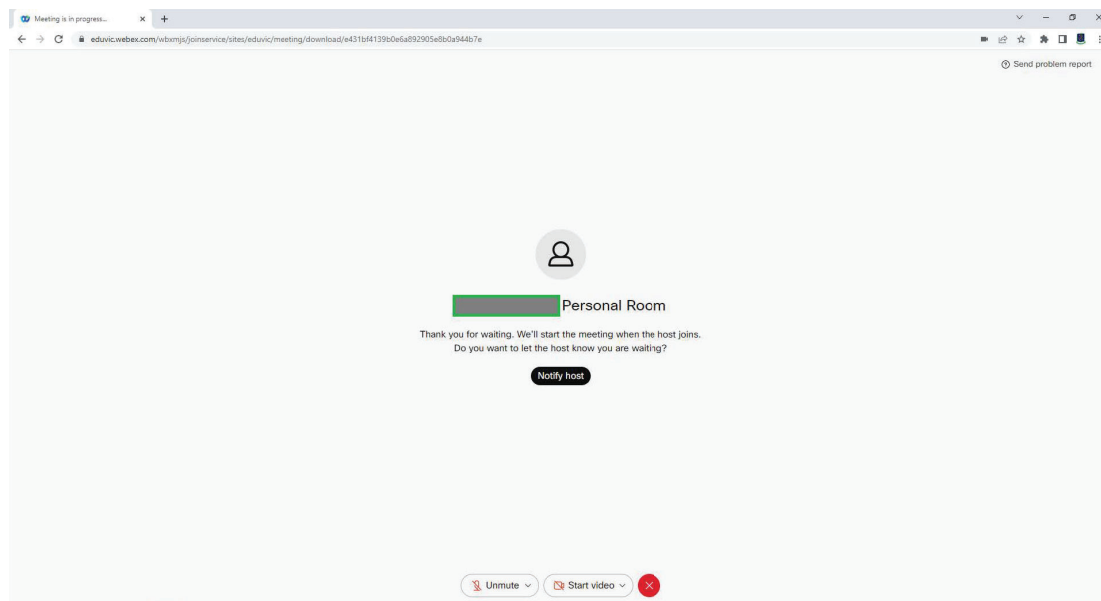 Meeting is in progress...
eduvic.webex.com/wbxmjs/joinservice/sites/eduvic/meeting/download/e431bf4139b0e6a892905e8b0a944b7e
Send problem report
Personal Room
Thank you for waiting. We'll start the meeting when the host joins.
Do you want to let the host know you are waiting?
Notify host
Unmute
Start video